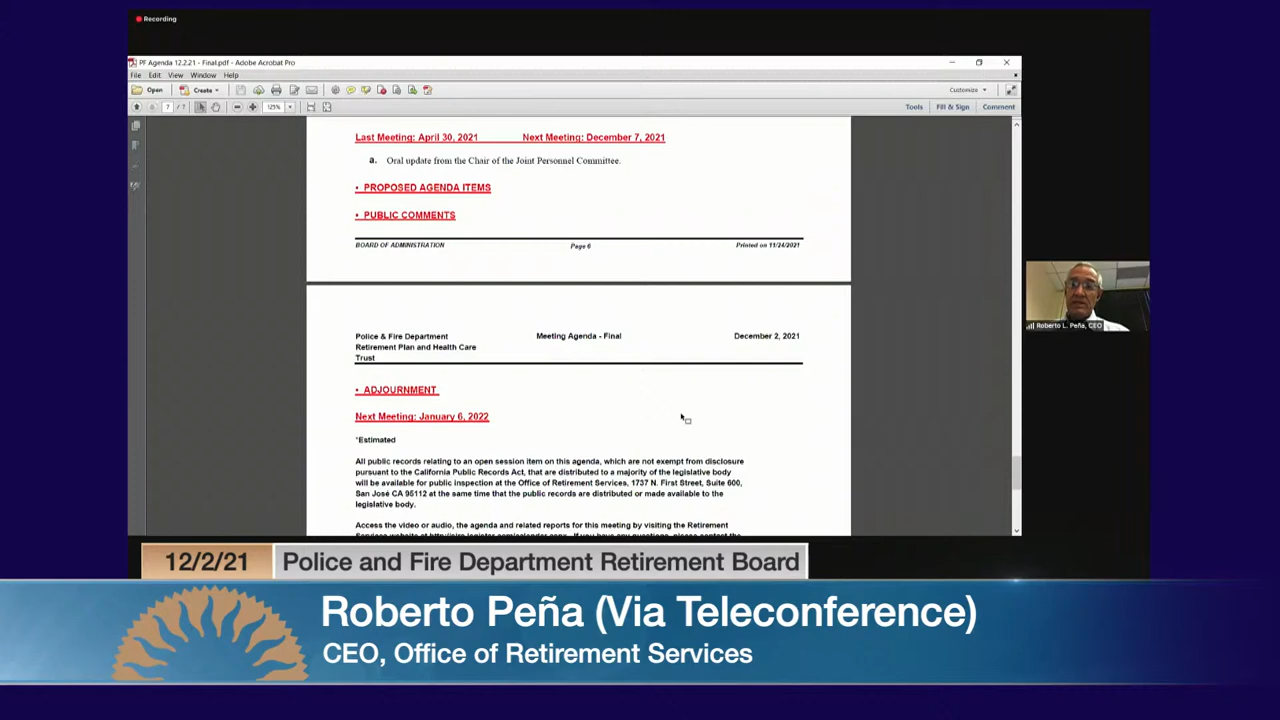 Recording
PF Agenda 12.2.21 - Final.pdf - Adobe Acrobat Pro
File Edit View Window Help
Open Create Customize
7 / 7 125% Tools Fill & Sign Comment
Last Meeting: April 30, 2021 Next Meeting: December 7, 2021
a. Oral update from the Chair of the Joint Personnel Committee.
• PROPOSED AGENDA ITEMS
• PUBLIC COMMENTS
BOARD OF ADMINISTRATION Page 6 Printed on 11/24/2021
Police & Fire Department Meeting Agenda - Final December 2, 2021
Retirement Plan and Health Care
Trust
• ADJOURNMENT
Next Meeting: January 6, 2022
*Estimated
All public records relating to an open session item on this agenda, which are not exempt from disclosure
pursuant to the California Public Records Act, that are distributed to a majority of the legislative body
will be available for public inspection at the Office of Retirement Services, 1737 N. First Street, Suite 600,
San José CA 95112 at the same time that the public records are distributed or made available to the
legislative body.
Access the video or audio, the agenda and related reports for this meeting by visiting the Retirement
Roberto L. Peña, CEO
12/2/21 Police and Fire Department Retirement Board
Roberto Peña (Via Teleconference)
CEO, Office of Retirement Services